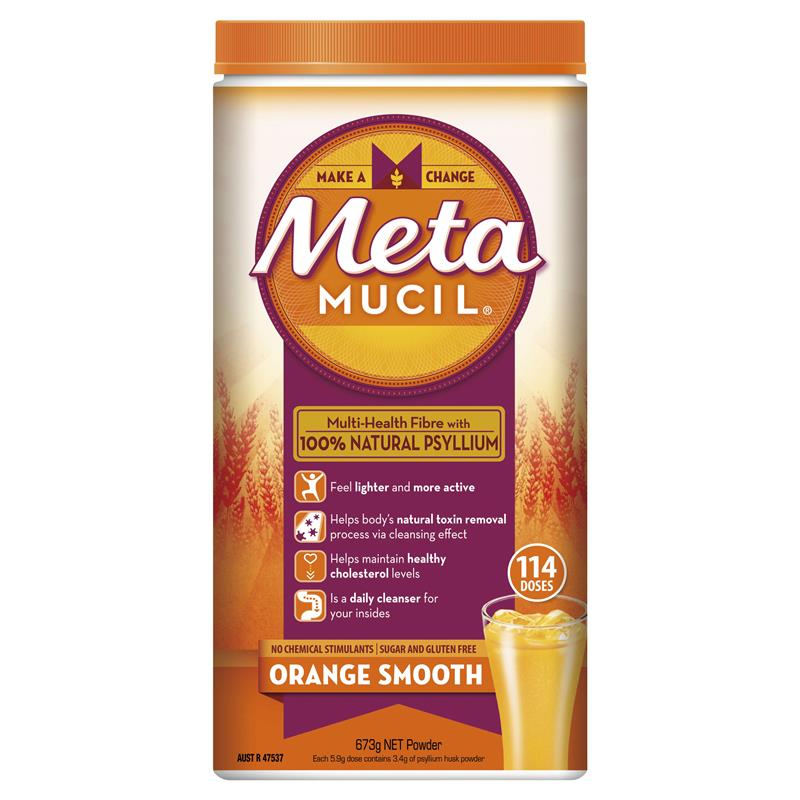 MAKE A CHANGE
Meta
MUCIL®
Multi-Health Fibre with
100% NATURAL PSYLLIUM
Feel lighter and more active
Helps body's natural toxin removal
process via cleansing effect
Helps maintain healthy
cholesterol levels
Is a daily cleanser for
your insides
114
DOSES
NO CHEMICAL STIMULANTS | SUGAR AND GLUTEN FREE
ORANGE SMOOTH
673g NET Powder
AUST R 47537
Each 5.9g dose contains 3.4g of psyllium husk powder